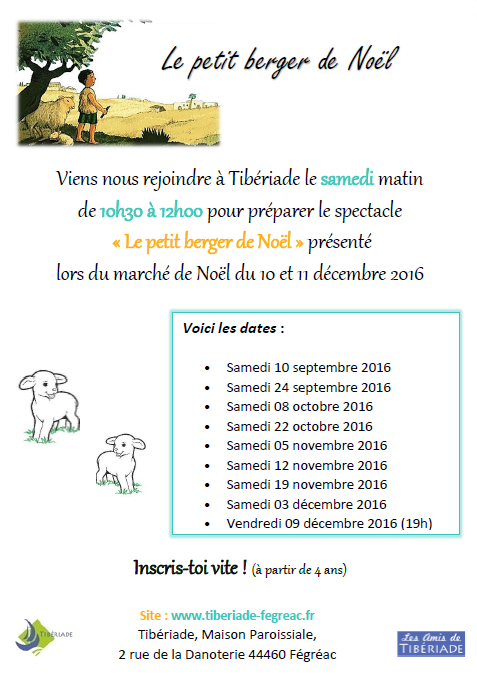 Le petit berger de Noël
Viens nous rejoindre à Tibériade le samedi matin
de 10h30 à 12h00 pour préparer le spectacle
« Le petit berger de Noël » présenté
lors du marché de Noël du 10 et 11 décembre 2016
Voici les dates :
• Samedi 10 septembre 2016
• Samedi 24 septembre 2016
• Samedi 08 octobre 2016
• Samedi 22 octobre 2016
• Samedi 05 novembre 2016
• Samedi 12 novembre 2016
• Samedi 19 novembre 2016
• Samedi 03 décembre 2016
• Vendredi 09 décembre 2016 (19h)
Inscris-toi vite ! (à partir de 4 ans)
Site : www.tiberiade-fegreac.fr
Tibériade, Maison Paroissiale,
2 rue de la Danoterie 44460 Fégréac
TIBÉRIADE
Les Amis de
TIBÉRIADE